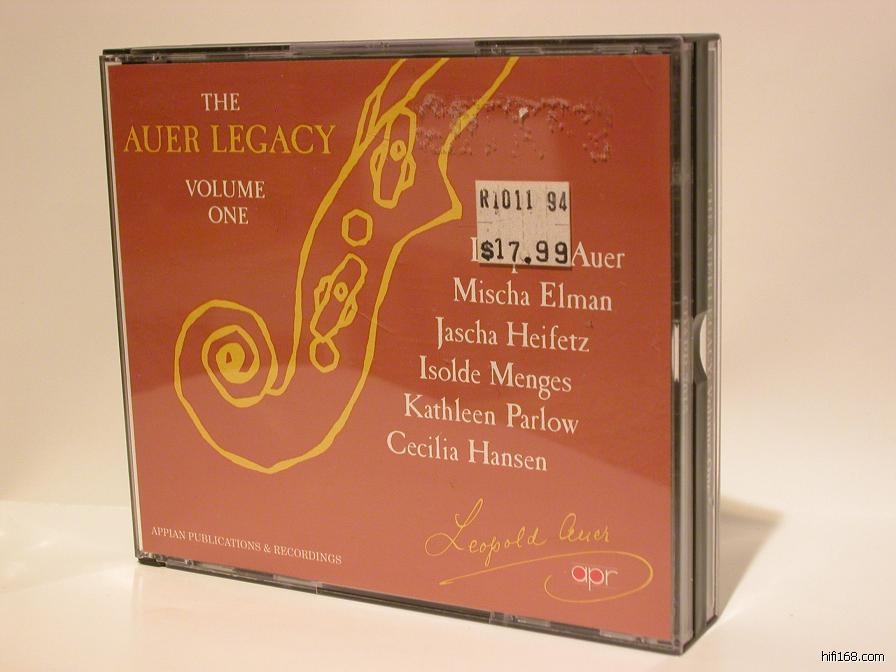 THE
AUER LEGACY
VOLUME
ONE
R1011 94
$17.99
Auer
Mischa Elman
Jascha Heifetz
Isolde Menges
Kathleen Parlow
Cecilia Hansen
APPIAN PUBLICATIONS & RECORDINGS
Leopold Auer
apr
hifi168.com